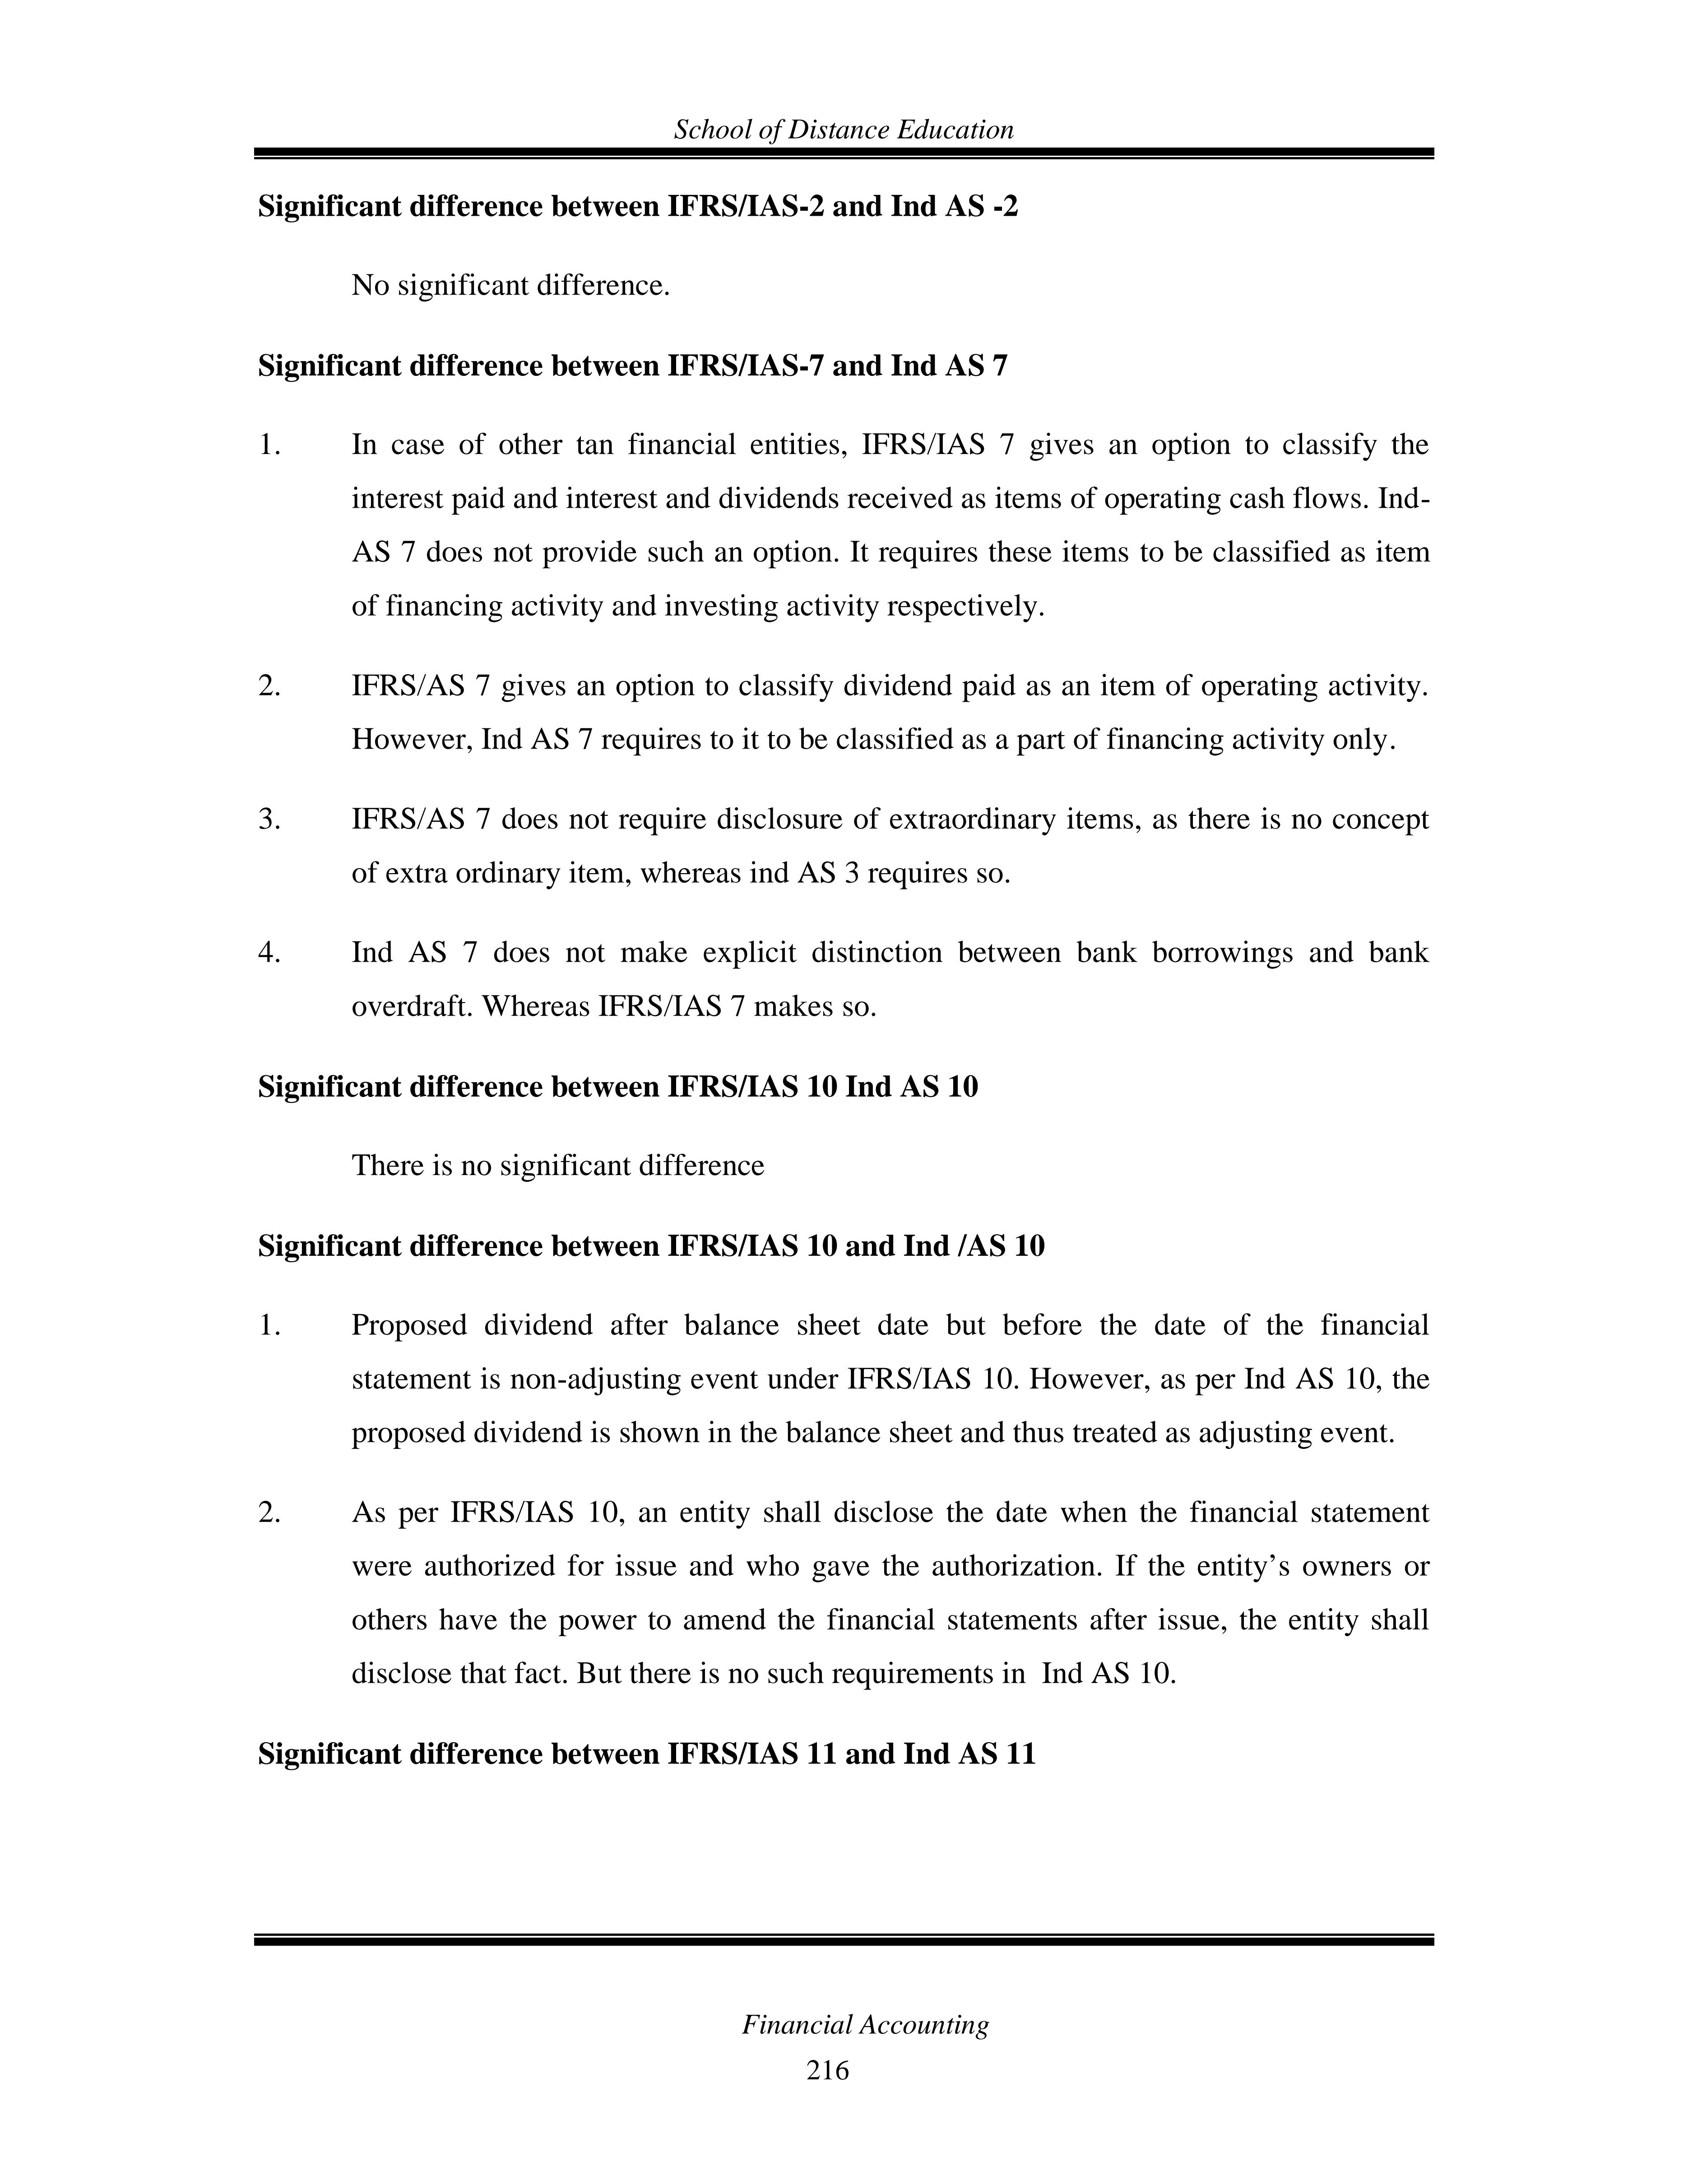 School of Distance Education
Significant difference between IFRS/IAS-2 and Ind AS -2
No significant difference.
Significant difference between IFRS/IAS-7 and Ind AS 7
1. In case of other tan financial entities, IFRS/IAS 7 gives an option to classify the
interest paid and interest and dividends received as items of operating cash flows. Ind-
AS 7 does not provide such an option. It requires these items to be classified as item
of financing activity and investing activity respectively.
2. IFRS/AS 7 gives an option to classify dividend paid as an item of operating activity.
However, Ind AS 7 requires to it to be classified as a part of financing activity only.
3. IFRS/AS 7 does not require disclosure of extraordinary items, as there is no concept
of extra ordinary item, whereas ind AS 3 requires so.
4. Ind AS 7 does not make explicit distinction between bank borrowings and bank
overdraft. Whereas IFRS/IAS 7 makes so.
Significant difference between IFRS/IAS 10 Ind AS 10
There is no significant difference
Significant difference between IFRS/IAS 10 and Ind /AS 10
1. Proposed dividend after balance sheet date but before the date of the financial
statement is non-adjusting event under IFRS/IAS 10. However, as per Ind AS 10, the
proposed dividend is shown in the balance sheet and thus treated as adjusting event.
2. As per IFRS/IAS 10, an entity shall disclose the date when the financial statement
were authorized for issue and who gave the authorization. If the entity’s owners or
others have the power to amend the financial statements after issue, the entity shall
disclose that fact. But there is no such requirements in  Ind AS 10.
Significant difference between IFRS/IAS 11 and Ind AS 11
Financial Accounting
216